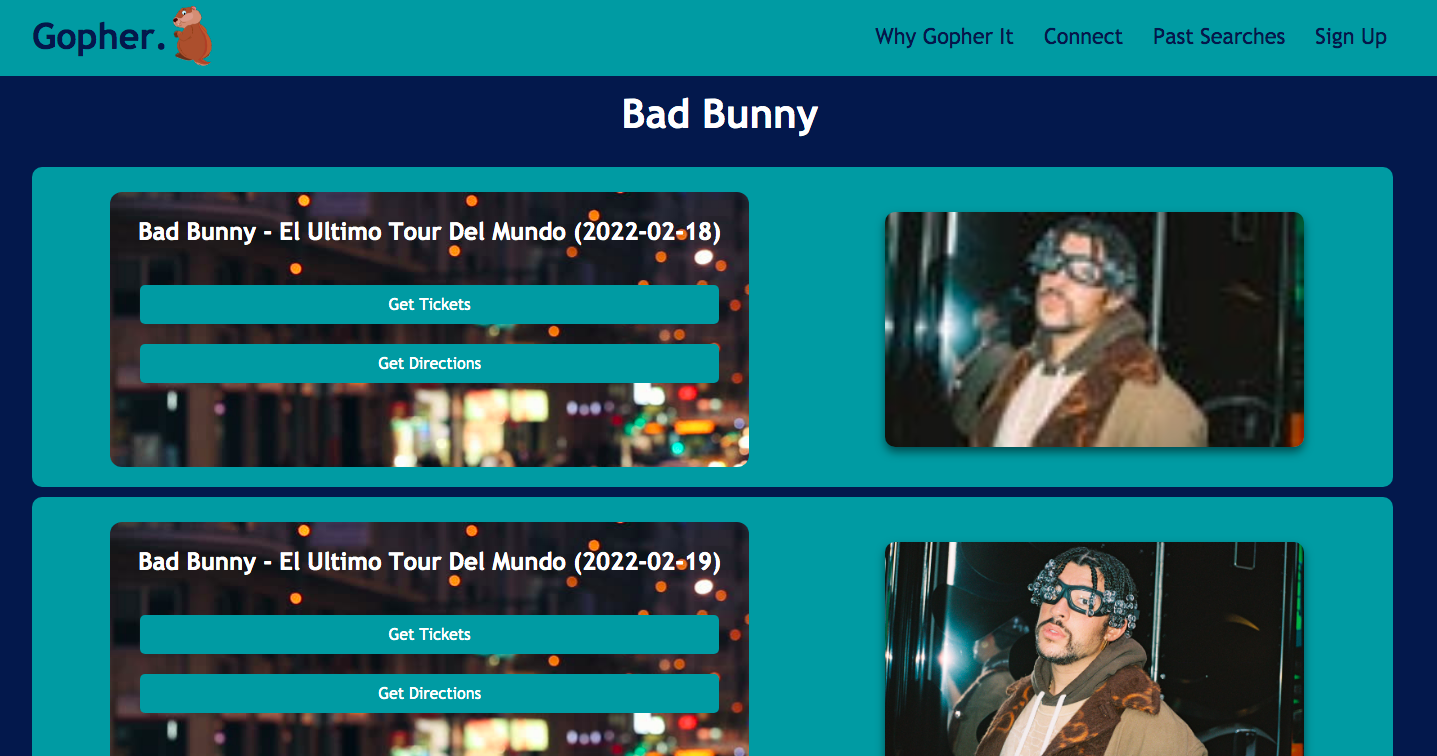 Gopher.
Why Gopher It Connect Past Searches Sign Up
Bad Bunny
Bad Bunny - El Ultimo Tour Del Mundo (2022-02-18)
Get Tickets
Get Directions
Bad Bunny - El Ultimo Tour Del Mundo (2022-02-19)
Get Tickets
Get Directions